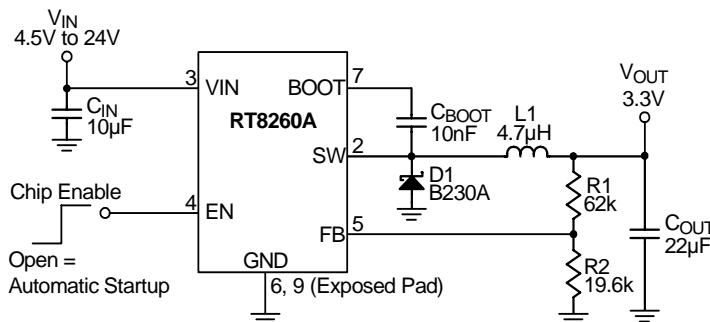 VIN
4.5V to 24V
CIN
10µF
3
VIN
BOOT
7
RT8260A
CBOOT
10nF
SW
2
L1
4.7µH
VOUT
3.3V
D1
B230A
R1
62k
Chip Enable
4
EN
FB
5
COUT
22µF
Open =
Automatic Startup
GND
6, 9 (Exposed Pad)
R2
19.6k